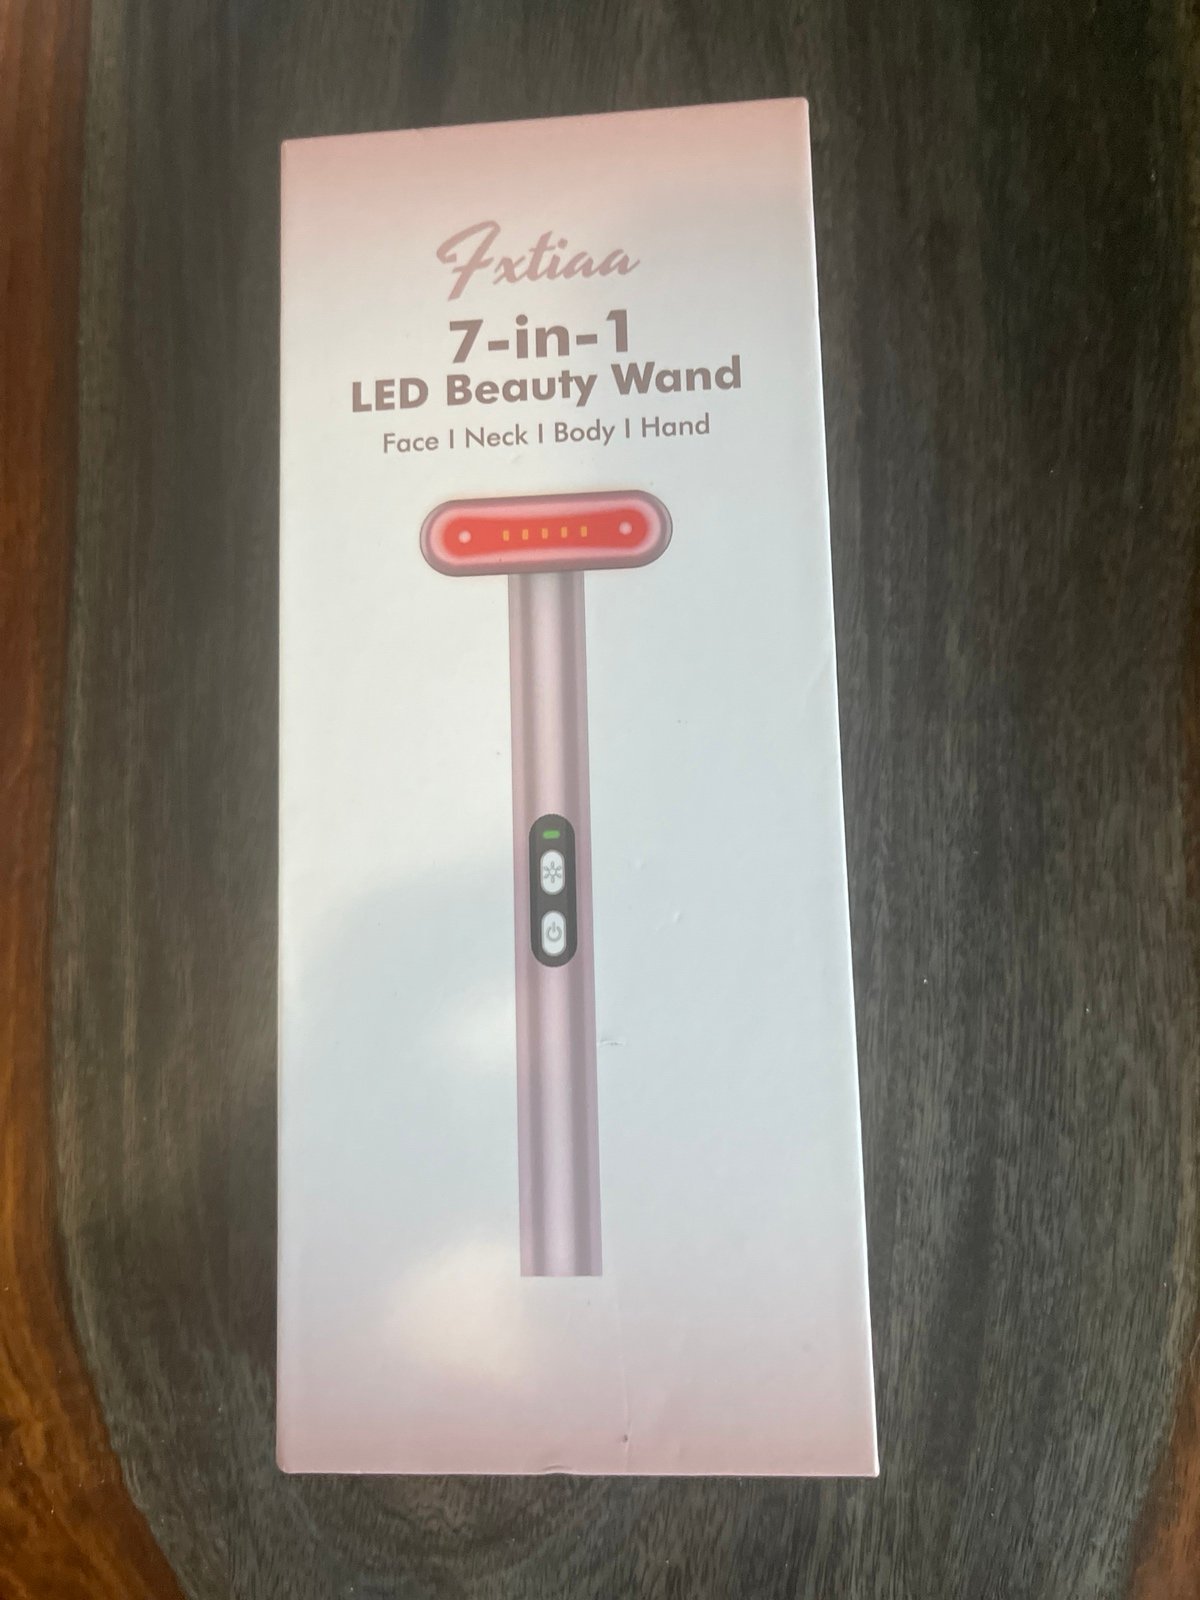 Fxtiaa
7-in-1
LED Beauty Wand
Face | Neck | Body | Hand